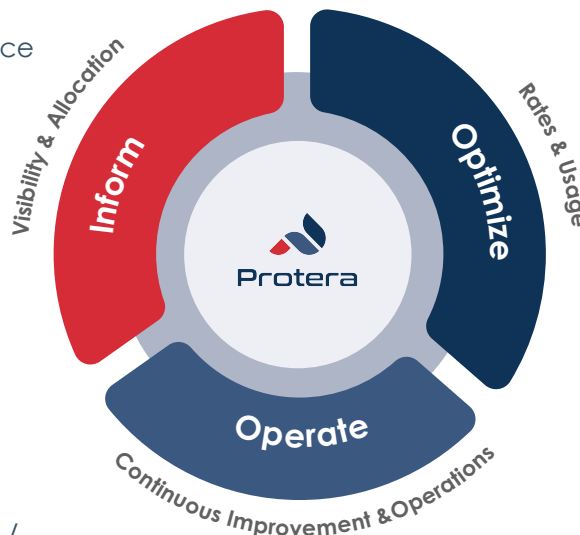 ce
Visibility & Allocation
Inform
Optimize
Rates & Usage
Protera
Operate
Continuous Improvement &Operations